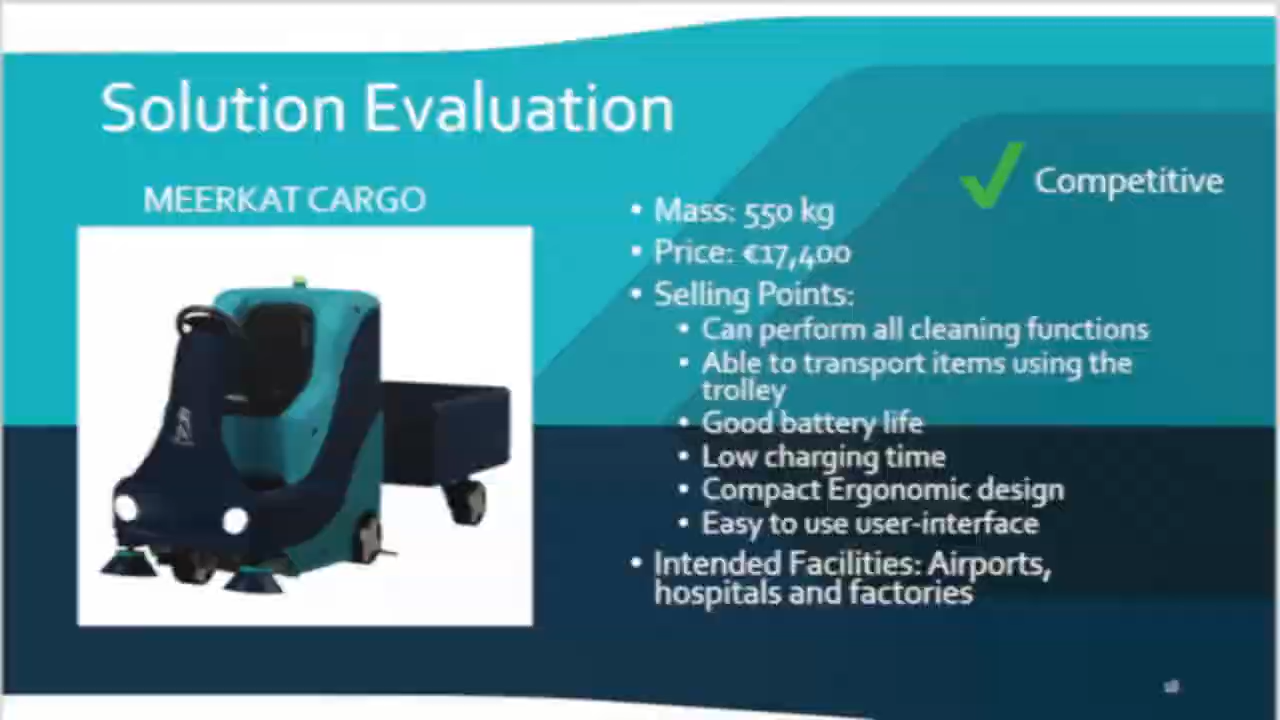 Solution Evaluation
MEERKAT CARGO
Competitive
• Mass: 550 kg
• Price: €17,400
• Selling Points:
• Can perform all cleaning functions
• Able to transport items using the
trolley
• Good battery life
• Low charging time
• Compact Ergonomic design
• Easy to use user-interface
• Intended Facilities: Airports,
hospitals and factories